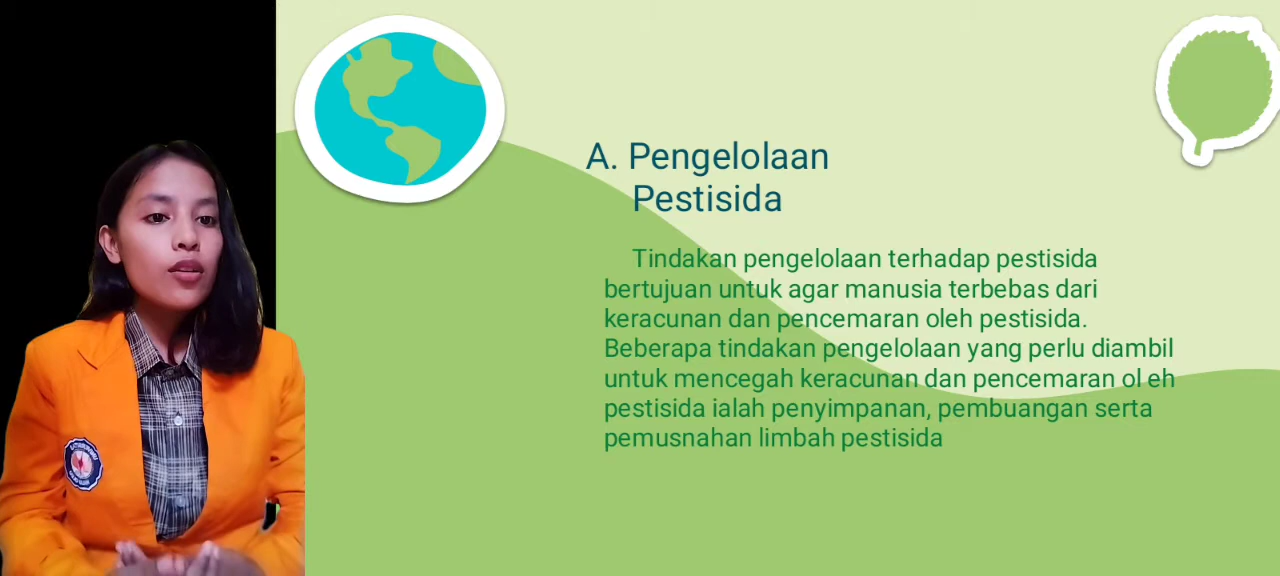 A. Pengelolaan
Pestisida
Tindakan pengelolaan terhadap pestisida
bertujuan untuk agar manusia terbebas dari
keracunan dan pencemaran oleh pestisida.
Beberapa tindakan pengelolaan yang perlu diambil
untuk mencegah keracunan dan pencemaran ol eh
pestisida ialah penyimpanan, pembuangan serta
pemusnahan limbah pestisida